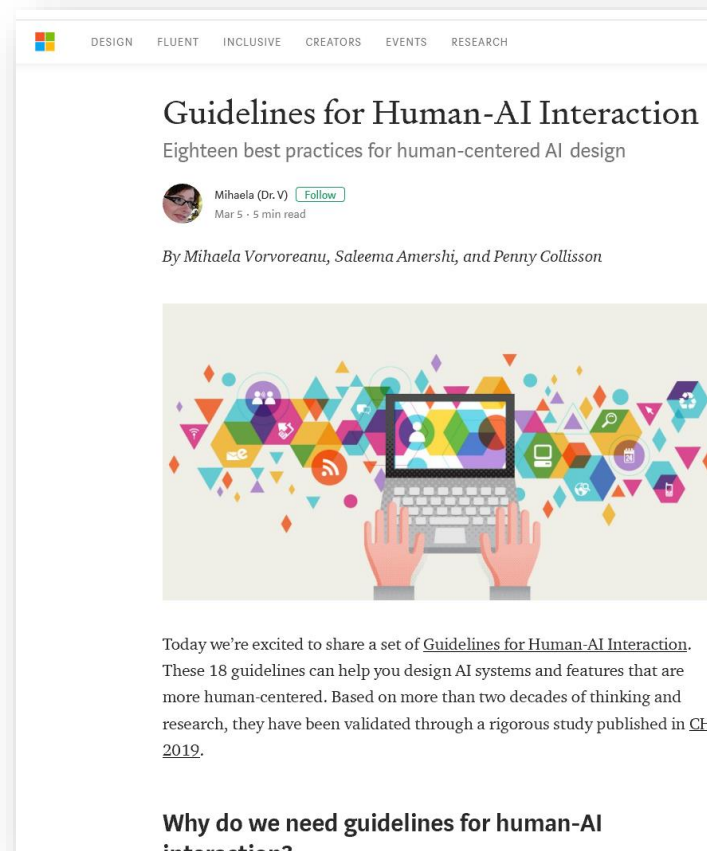 DESIGN FLUENT INCLUSIVE CREATORS EVENTS RESEARCH
Guidelines for Human-AI Interaction
Eighteen best practices for human-centered AI design
Mihaela (Dr. V) Follow
Mar 5 · 5 min read
By Mihaela Vorvoreanu, Saleema Amershi, and Penny Collisson
24
Today we’re excited to share a set of Guidelines for Human-AI Interaction.
These 18 guidelines can help you design AI systems and features that are
more human-centered. Based on more than two decades of thinking and
research, they have been validated through a rigorous study published in
2019.
Why do we need guidelines for human-AI
interaction?